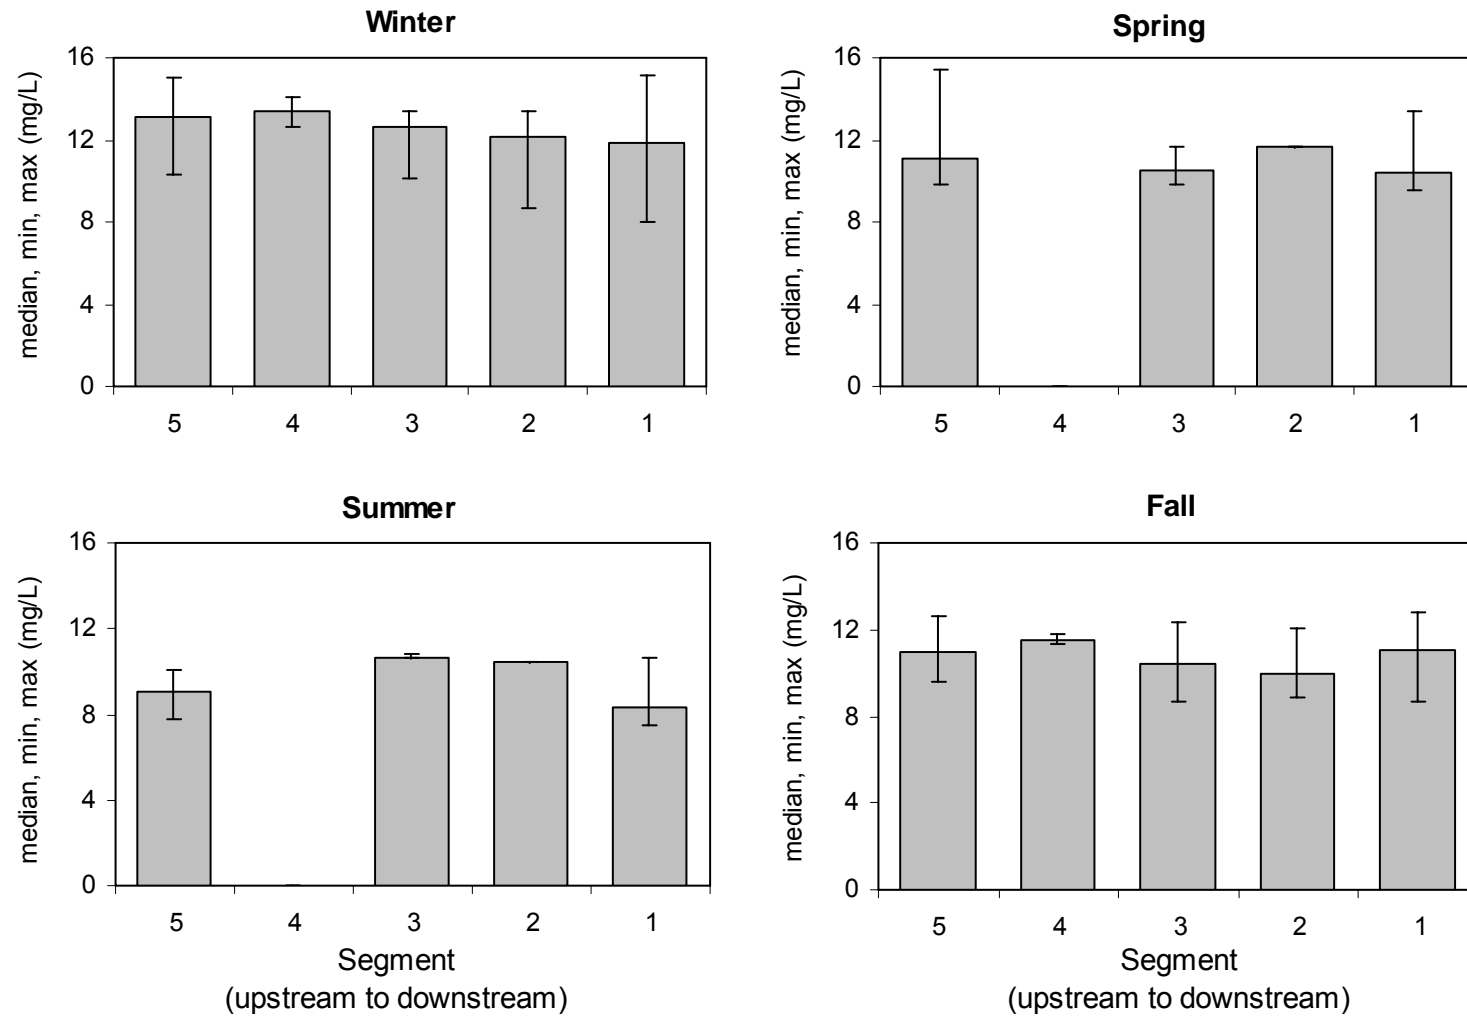 Winter
median, min, max (mg/L)
16
12
8
4
0
5 4 3 2 1
Spring
median, min, max (mg/L)
16
12
8
4
0
5 4 3 2 1
Summer
median, min, max (mg/L)
16
12
8
4
0
5 4 3 2 1
Segment
(upstream to downstream)
Fall
median, min, max (mg/L)
16
12
8
4
0
5 4 3 2 1
Segment
(upstream to downstream)